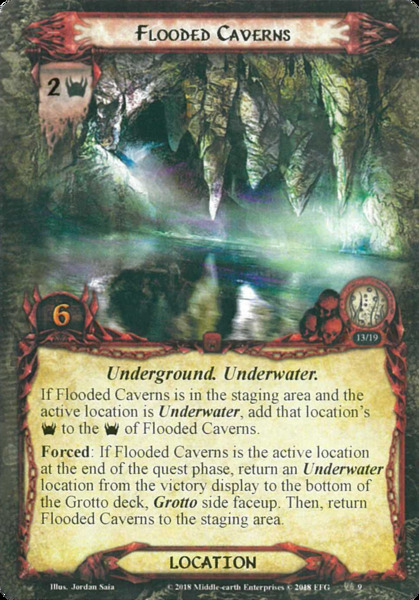 Flooded Caverns
2
6
13/19
Underground. Underwater.
If Flooded Caverns is in the staging area and the
active location is Underwater, add that location's
to the of Flooded Caverns.
Forced: If Flooded Caverns is the active location
at the end of the quest phase, return an Underwater
location from the victory display to the bottom of
the Grotto deck, Grotto side faceup. Then, return
Flooded Caverns to the staging area.
LOCATION
Illus. Jordan Saia © 2018 Middle-earth Enterprises © 2018 FFG 9